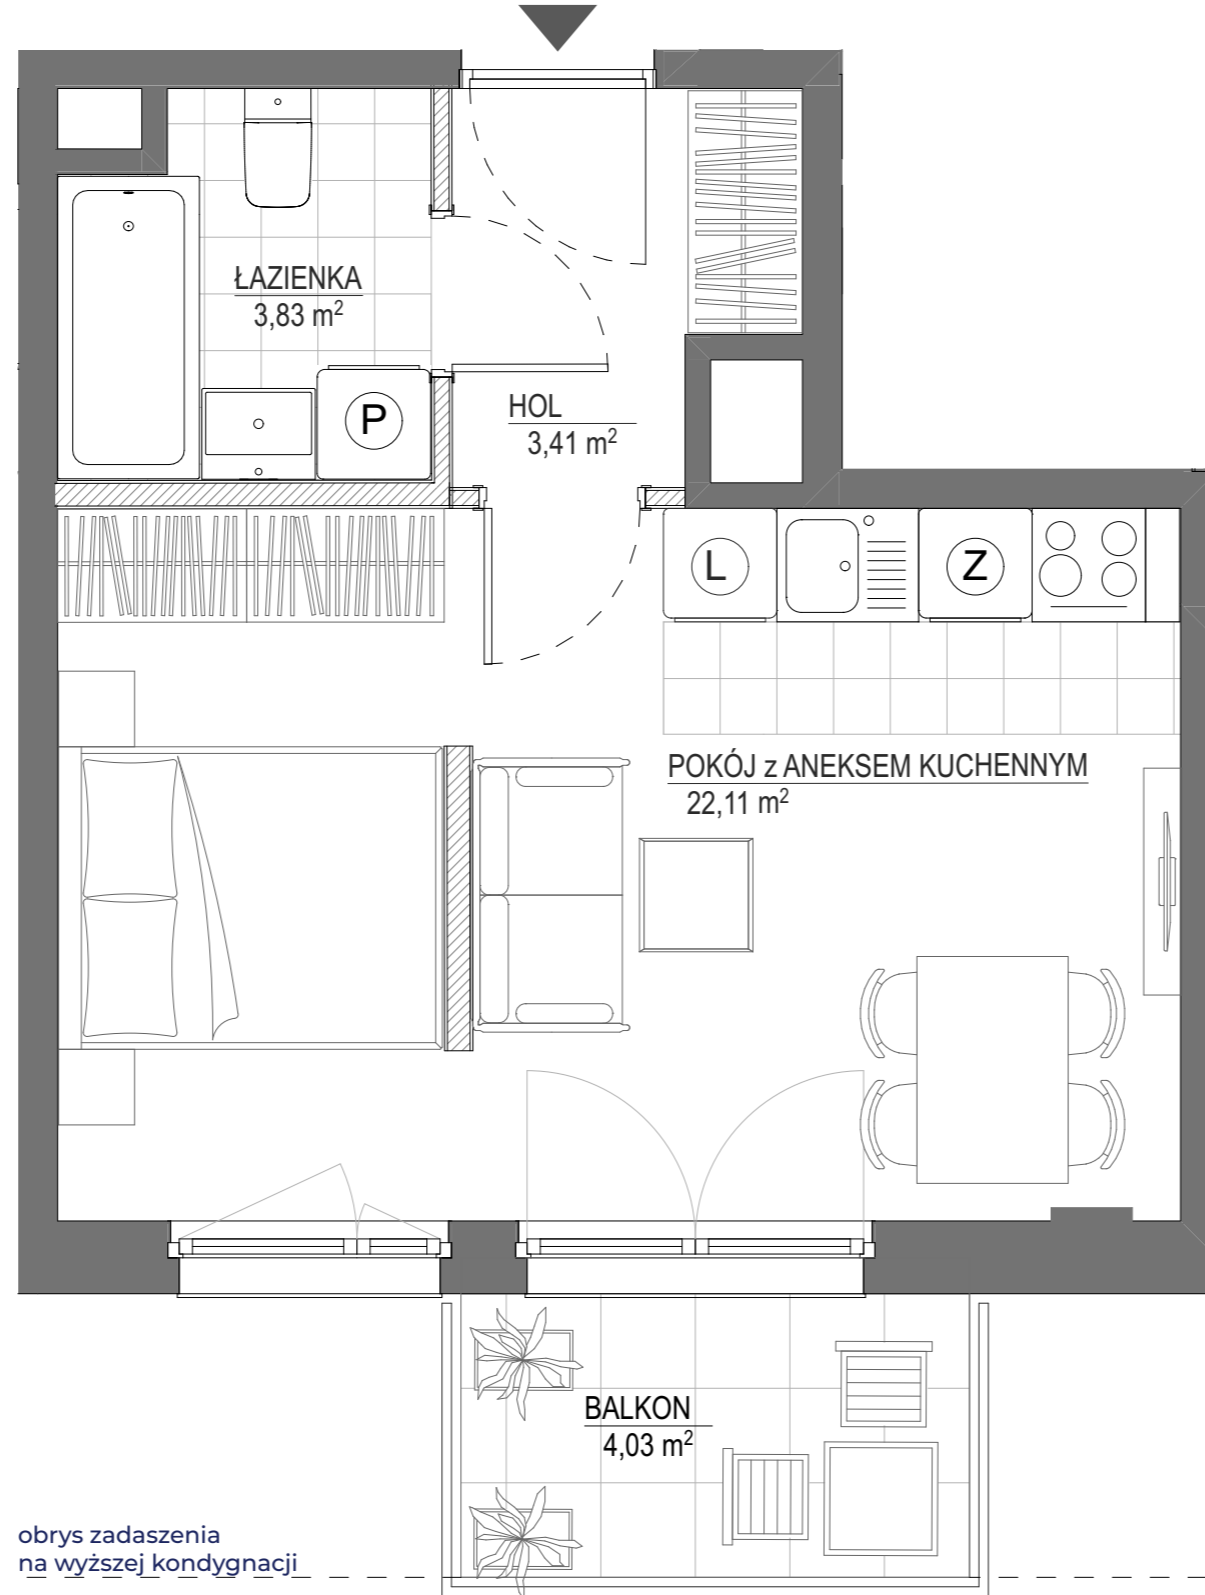 ŁAZIENKA
3,83 m²
P
HOL
3,41 m²
L
Z
POKÓJ z ANEKSEM KUCHENNYM
22,11 m²
BALKON
4,03 m²
obrys zadaszenia
na wyższej kondygnacji